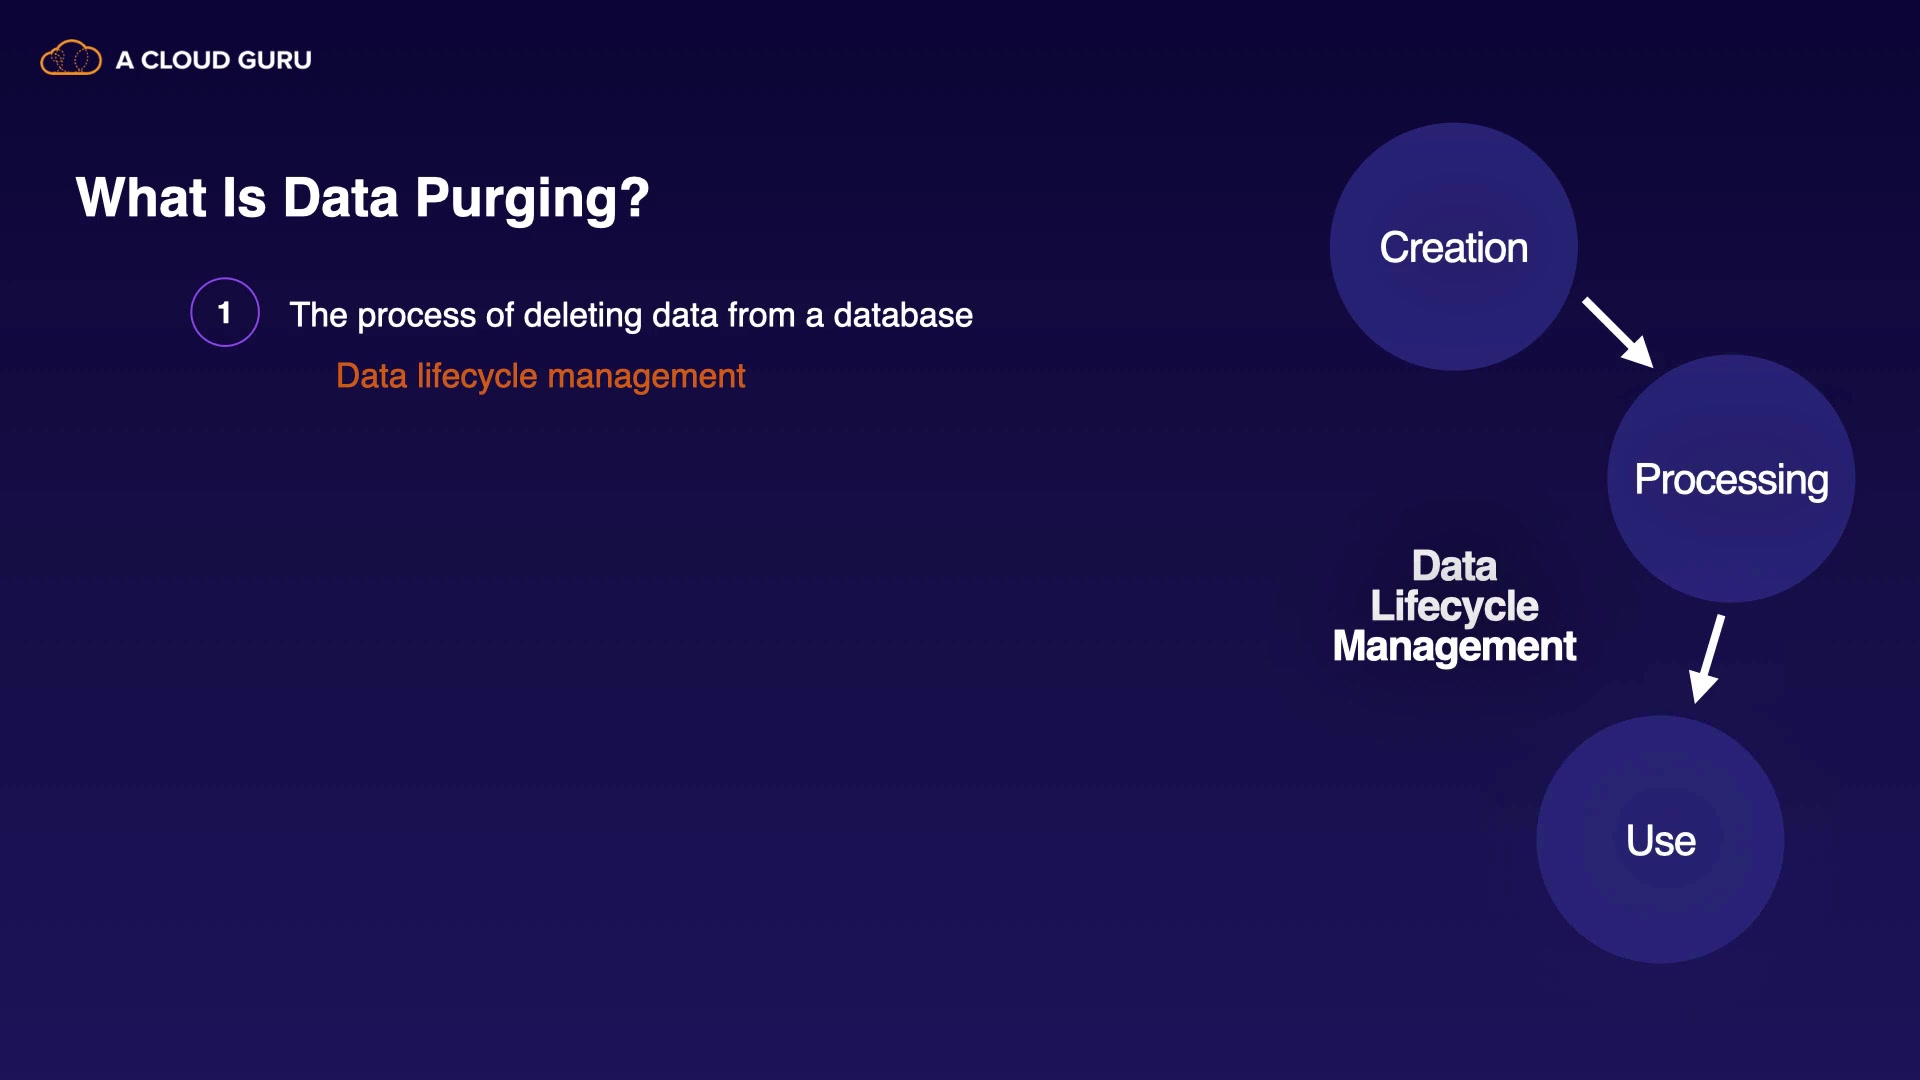 A CLOUD GURU
What Is Data Purging?
1 The process of deleting data from a database
Data lifecycle management
Creation
Processing
Data
Lifecycle
Management
Use